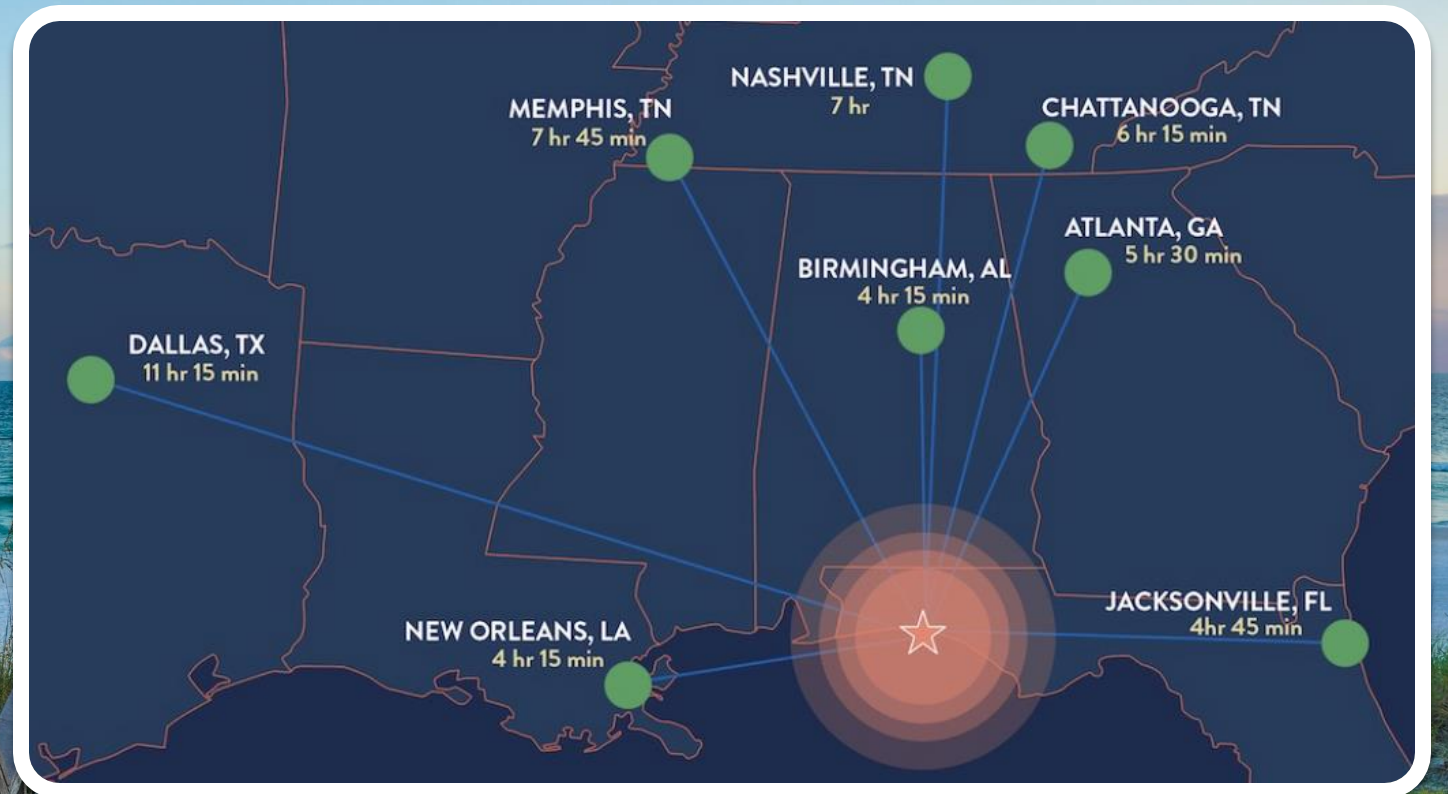 NASHVILLE, TN
7 hr
MEMPHIS, TN
7 hr 45 min
CHATTANOOGA, TN
6 hr 15 min
ATLANTA, GA
5 hr 30 min
BIRMINGHAM, AL
4 hr 15 min
DALLAS, TX
11 hr 15 min
JACKSONVILLE, FL
4hr 45 min
NEW ORLEANS, LA
4 hr 15 min